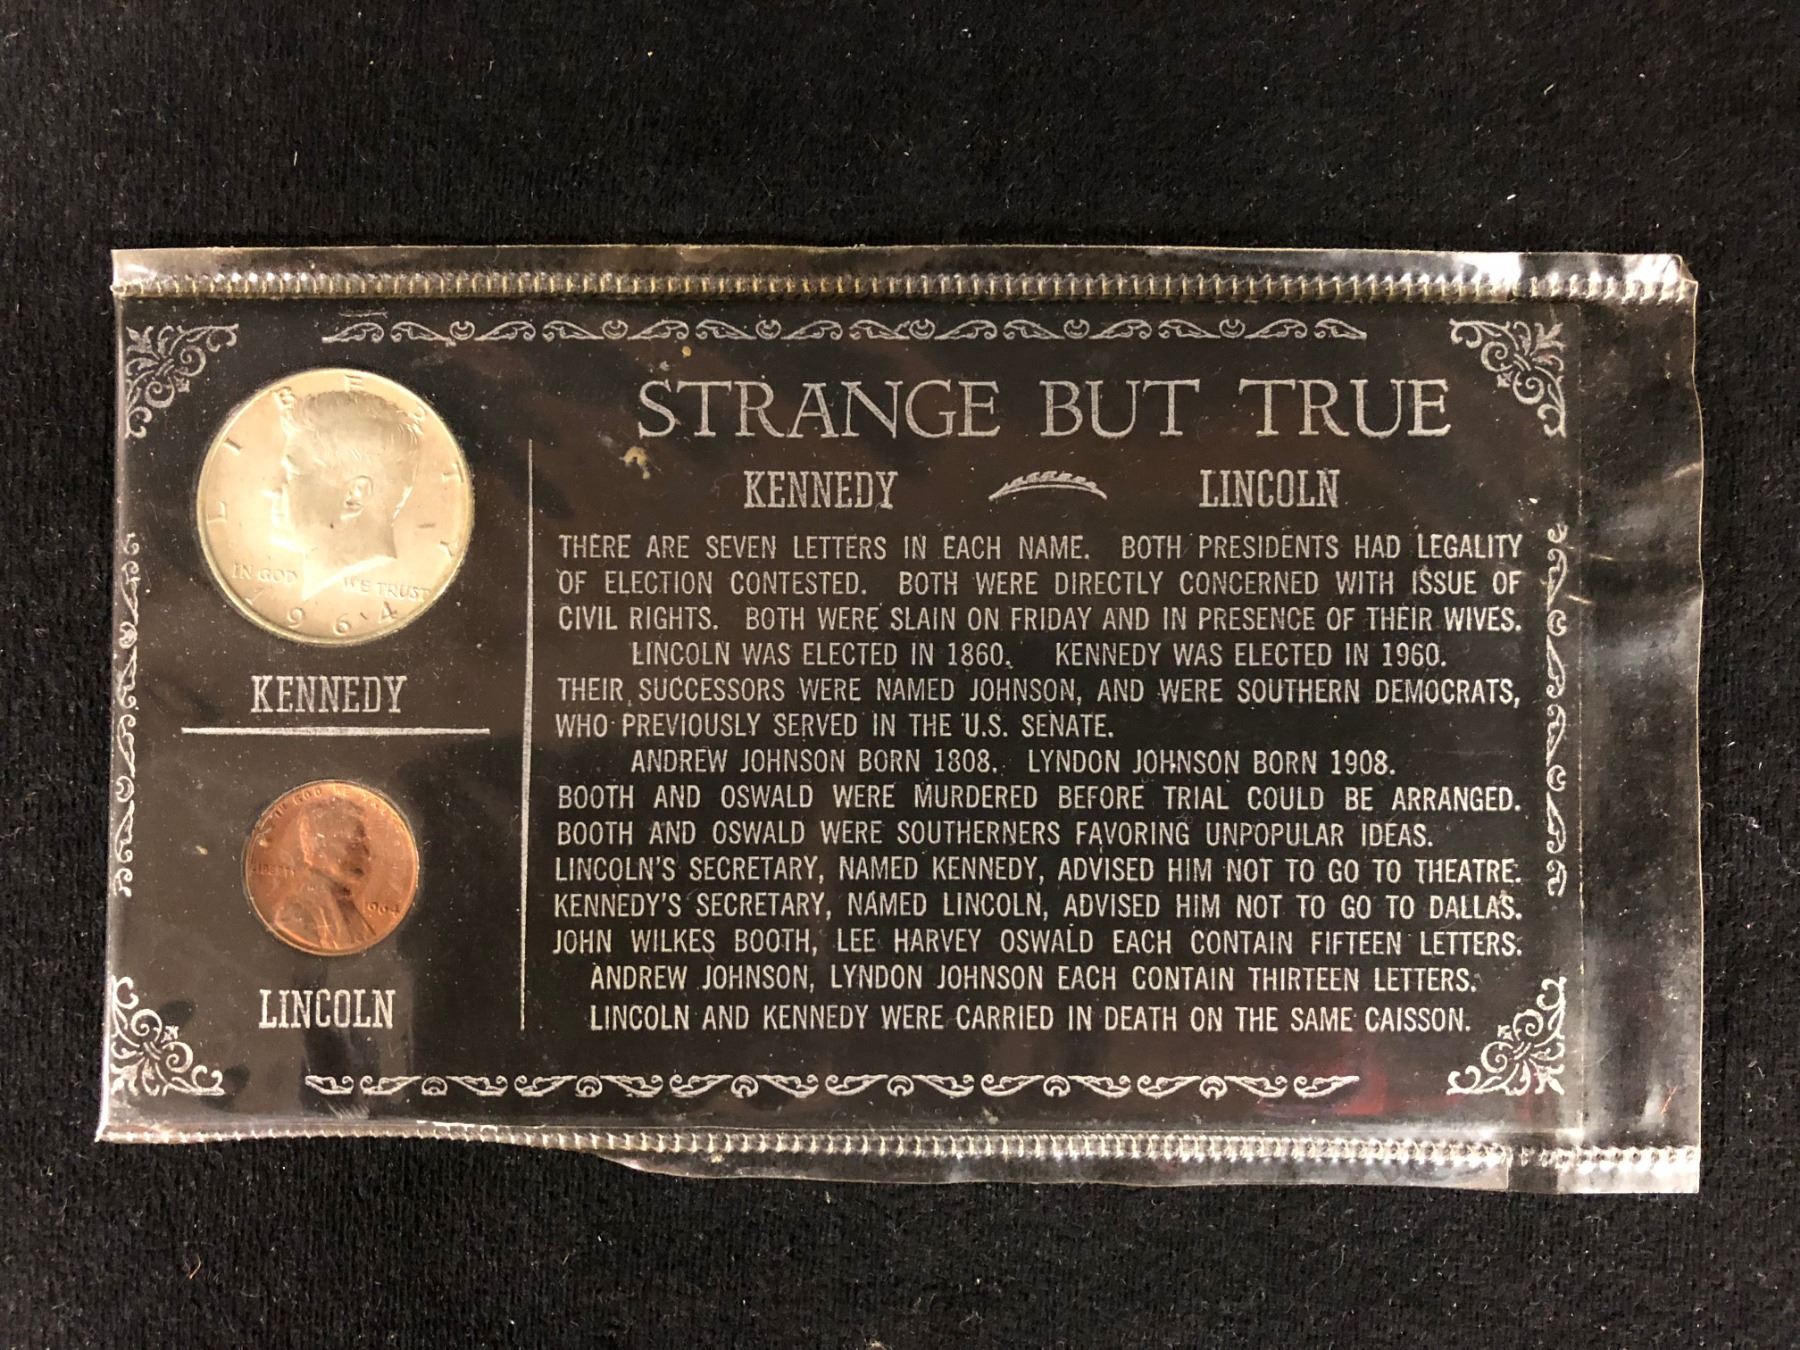 LIBERTY
IN GOD WE TRUST
1964
KENNEDY
LIBERTY
1964
LINCOLN
STRANGE BUT TRUE
KENNEDY LINCOLN
THERE ARE SEVEN LETTERS IN EACH NAME. BOTH PRESIDENTS HAD LEGALITY
OF ELECTION CONTESTED. BOTH WERE DIRECTLY CONCERNED WITH ISSUE OF
CIVIL RIGHTS. BOTH WERE SLAIN ON FRIDAY AND IN PRESENCE OF THEIR WIVES.
LINCOLN WAS ELECTED IN 1860. KENNEDY WAS ELECTED IN 1960.
THEIR SUCCESSORS WERE NAMED JOHNSON, AND WERE SOUTHERN DEMOCRATS,
WHO PREVIOUSLY SERVED IN THE U.S. SENATE.
ANDREW JOHNSON BORN 1808. LYNDON JOHNSON BORN 1908.
BOOTH AND OSWALD WERE MURDERED BEFORE TRIAL COULD BE ARRANGED.
BOOTH AND OSWALD WERE SOUTHERNERS FAVORING UNPOPULAR IDEAS.
LINCOLN'S SECRETARY, NAMED KENNEDY, ADVISED HIM NOT TO GO TO THEATRE.
KENNEDY'S SECRETARY, NAMED LINCOLN, ADVISED HIM NOT TO GO TO DALLAS.
JOHN WILKES BOOTH, LEE HARVEY OSWALD EACH CONTAIN FIFTEEN LETTERS.
ANDREW JOHNSON, LYNDON JOHNSON EACH CONTAIN THIRTEEN LETTERS.
LINCOLN AND KENNEDY WERE CARRIED IN DEATH ON THE SAME CAISSON.